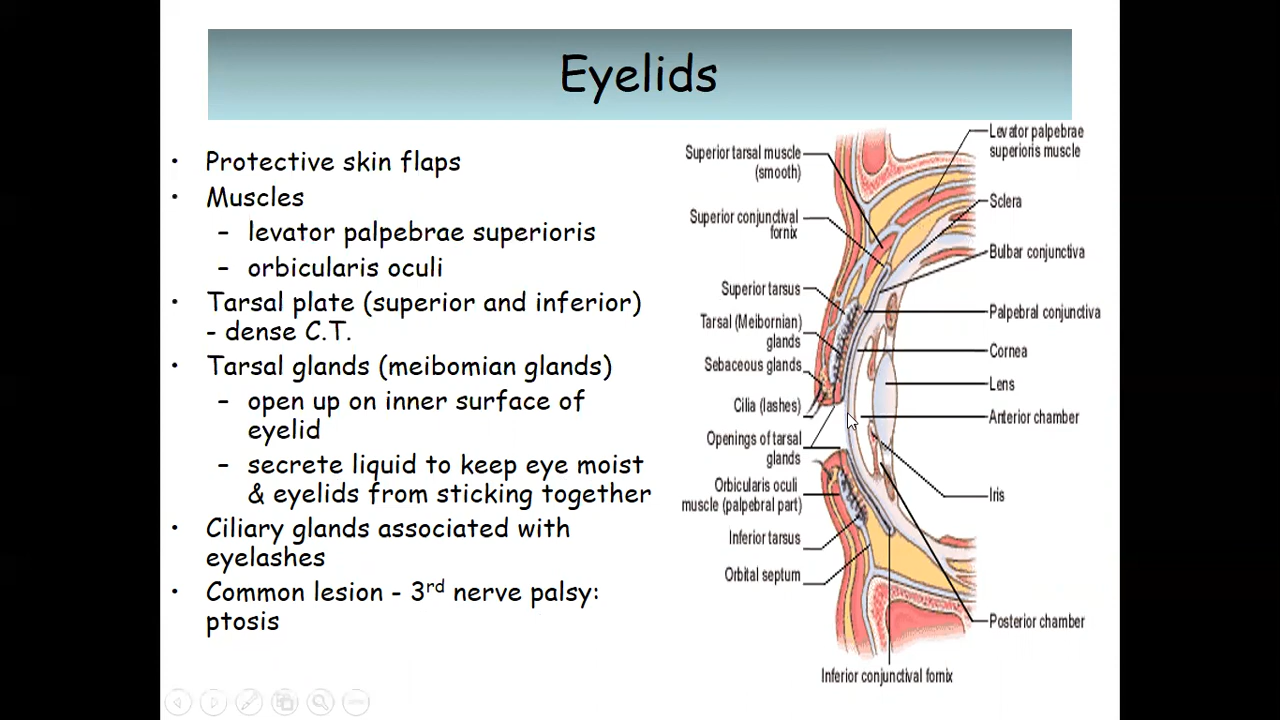 Eyelids
• Protective skin flaps
• Muscles
– levator palpebrae superioris
– orbicularis oculi
• Tarsal plate (superior and inferior)
- dense C.T.
• Tarsal glands (meibomian glands)
– open up on inner surface of
eyelid
– secrete liquid to keep eye moist
& eyelids from sticking together
• Ciliary glands associated with
eyelashes
• Common lesion - 3rd nerve palsy:
ptosis
Superior tarsal muscle
(smooth)
Superior conjunctival
fornix
Superior tarsus
Tarsal (Meibornian)
glands
Sebaceous glands
Cilia (lashes)
Openings of tarsal
glands
Orbicularis oculi
muscle (palpebral part)
Inferior tarsus
Orbital septum
Levator palpebrae
superioris muscle
Sclera
Bulbar conjunctiva
Palpebral conjunctiva
Cornea
Lens
Anterior chamber
Iris
Posterior chamber
Inferior conjunctival fornix